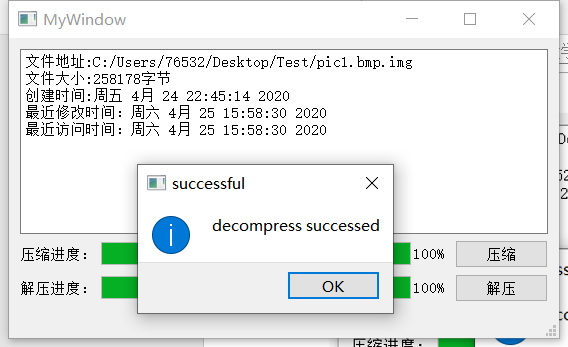 MyWindow
文件地址:C:/Users/76532/Desktop/Test/pic1.bmp.img
文件大小:258178字节
创建时间:周五 4月 24 22:45:14 2020
最近修改时间：周六 4月 25 15:58:30 2020
最近访问时间：周六 4月 25 15:58:30 2020
successful
decompress successed
OK
压缩进度： 100% 压缩
解压进度： 100% 解压
压缩进度：